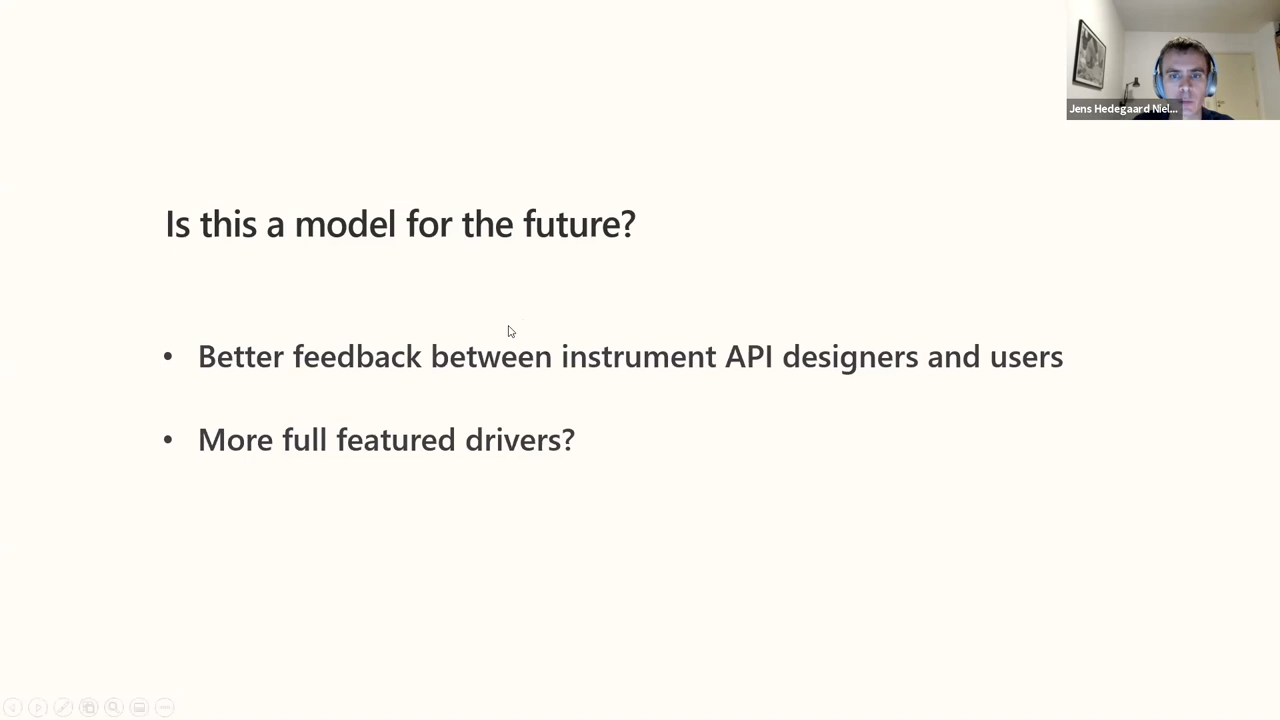 Jens Hedegaard Niel...
Is this a model for the future?
• Better feedback between instrument API designers and users
• More full featured drivers?